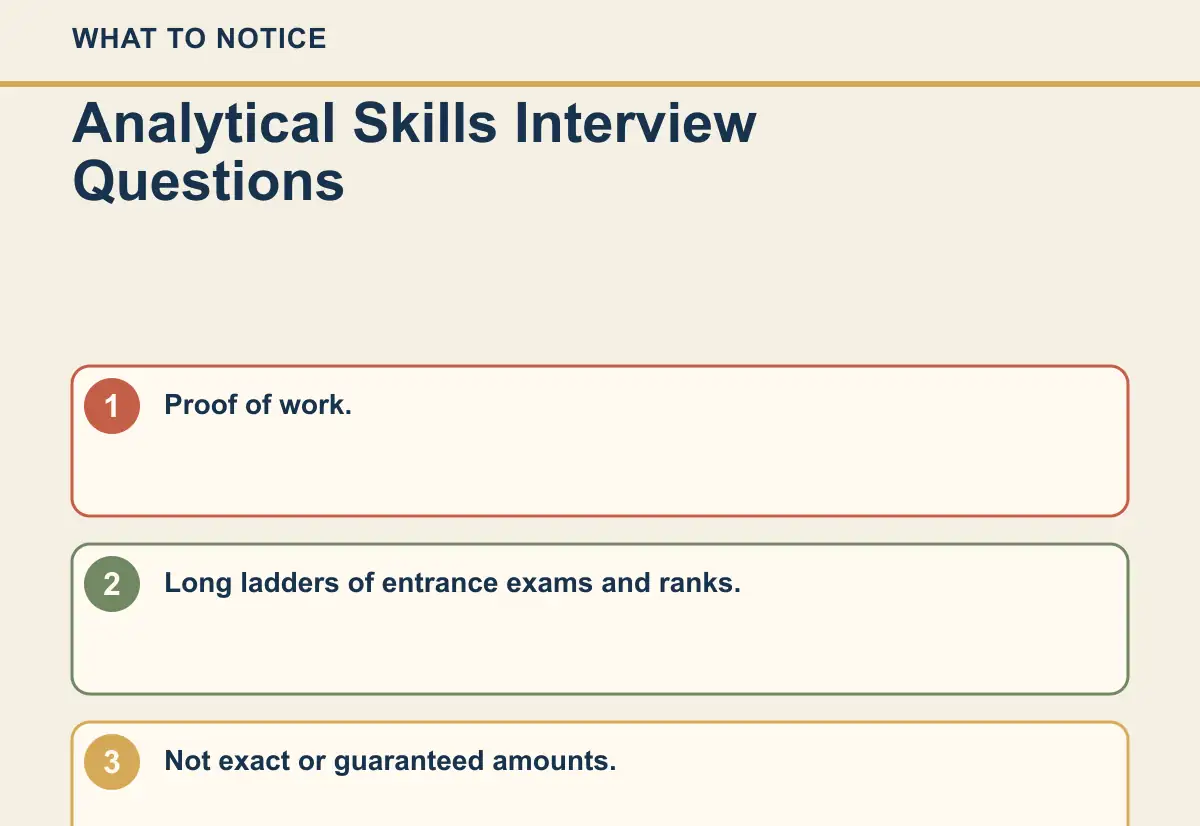 WHAT TO NOTICE
Analytical Skills Interview
Questions
1
Proof of work.
2
Long ladders of entrance exams and ranks.
3
Not exact or guaranteed amounts.